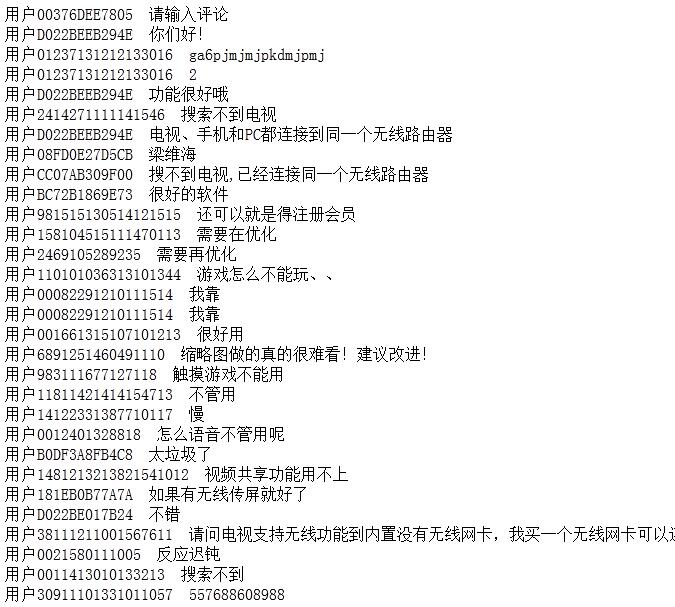 用户00376DEE7805 请输入评论
用户D022BEEB294E 你们好!
用户01237131212133016 ga6pjmjmjpkdmjpmj
用户01237131212133016 2
用户D022BEEB294E 功能很好哦
用户2414271111141546 搜索不到电视
用户D022BEEB294E 电视、手机和PC都连接到同一个无线路由器
用户08FD0E27D5CB 梁维海
用户CC07AB309F00 搜不到电视,已经连接同一个无线路由器
用户BC72B1869E73 很好的软件
用户981515130514121515 还可以就是得注册会员
用户158104515111470113 需要在优化
用户2469105289235 需要再优化
用户110101036313101344 游戏怎么不能玩、、
用户00082291210111514 我靠
用户00082291210111514 我靠
用户001661315107101213 很好用
用户6891251460491110 缩略图做的真的很难看！建议改进！
用户983111677127118 触摸游戏不能用
用户11811421414154713 不管用
用户14122331387710117 慢
用户0012401328818 怎么语音不管用呢
用户B0DF3A8FB4C8 太垃圾了
用户1481213213821541012 视频共享功能用不上
用户181EB0B77A7A 如果有无线传屏就好了
用户D022BE017B24 不错
用户38111211001567611 请问电视支持无线功能到内置没有无线网卡，我买一个无线网卡可以
用户0021580111005 反应迟钝
用户0011413010133213 搜索不到
用户30911101331011057 557688608988